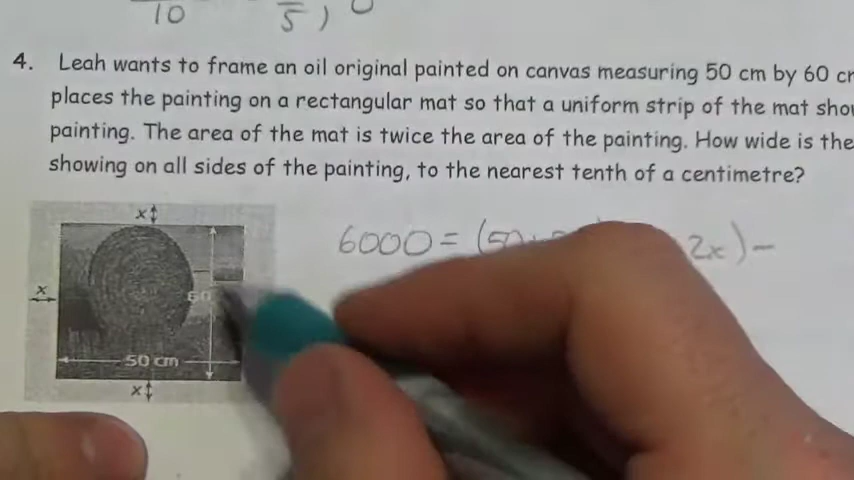 10 5 )
4. Leah wants to frame an oil original painted on canvas measuring 50 cm by 60
places the painting on a rectangular mat so that a uniform strip of the mat
painting. The area of the mat is twice the area of the painting. How wide is the
showing on all sides of the painting, to the nearest tenth of a centimetre?
x
6000 = (50+ 2x) -
x
60
50 cm
x